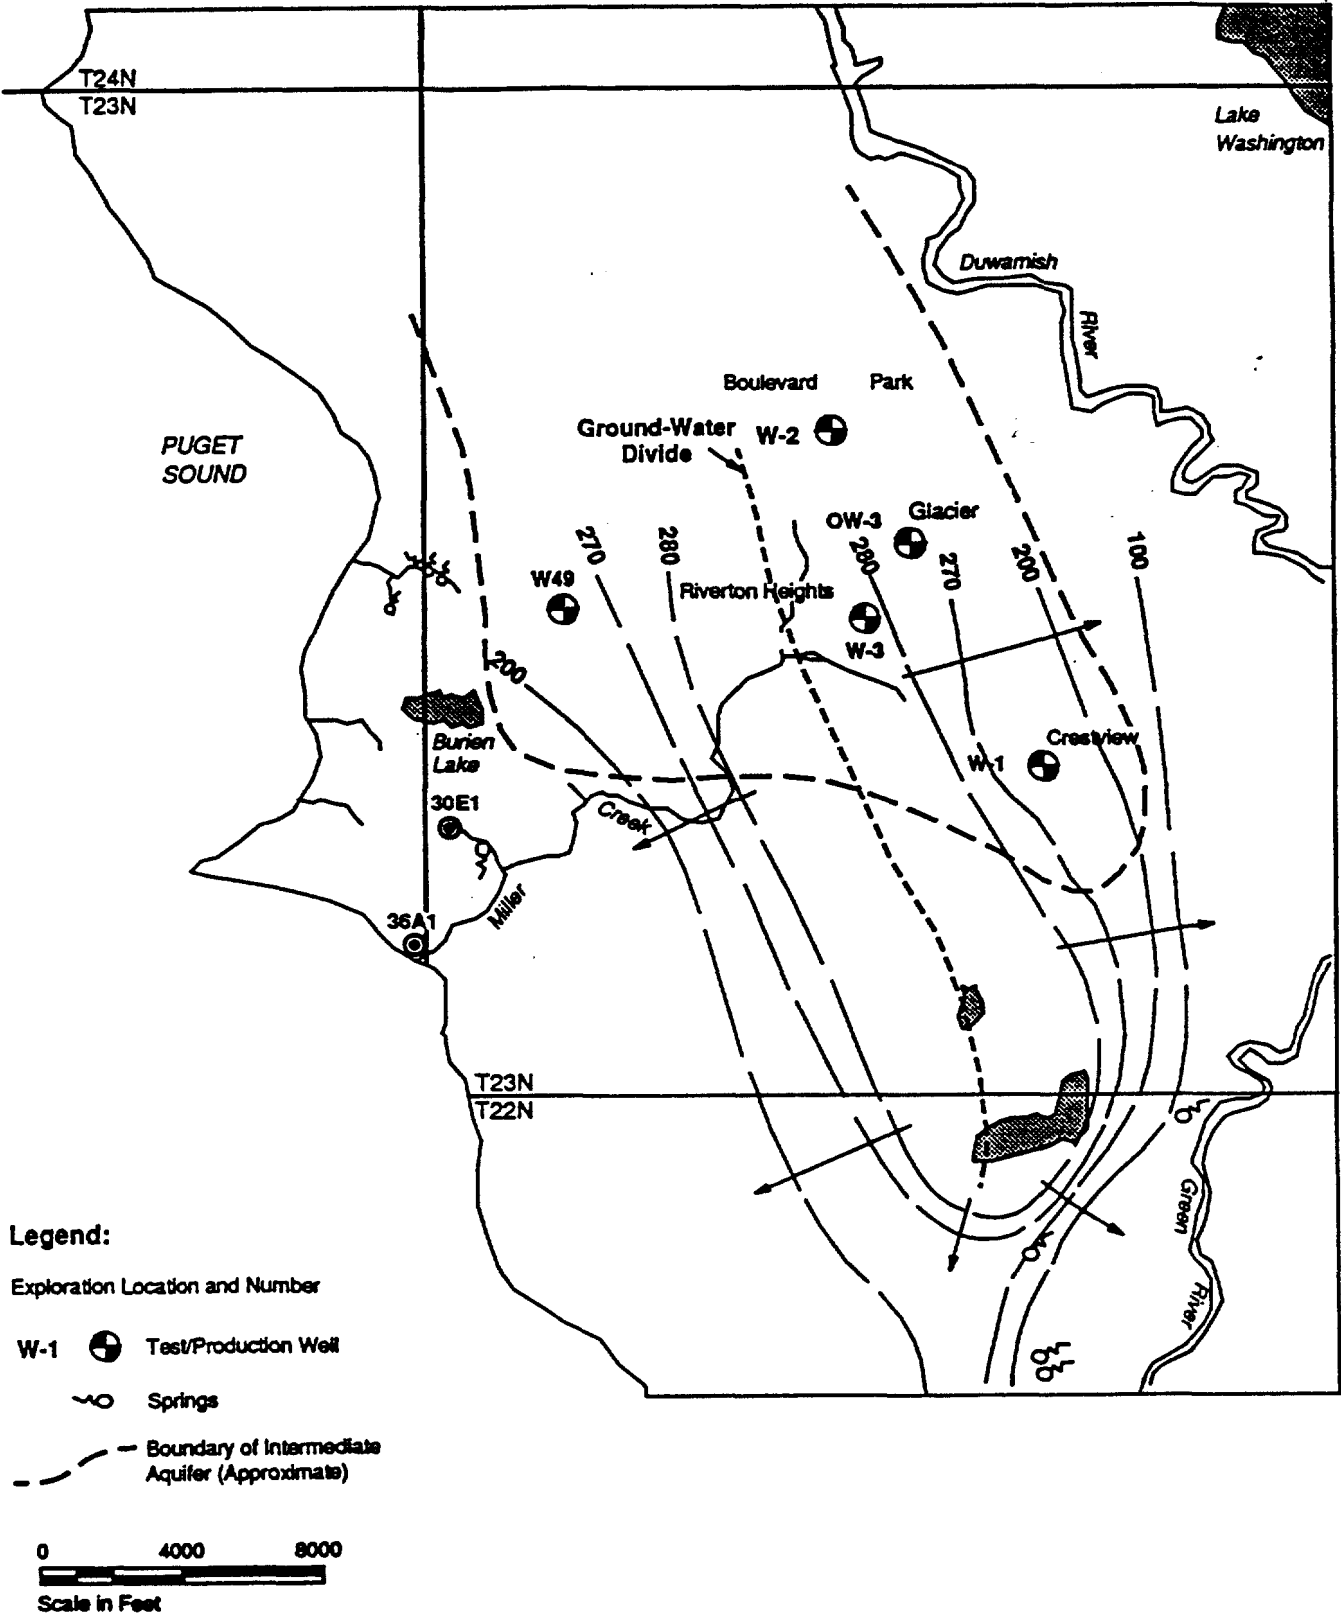 T24N
T23N
Lake
Washington
Duwamish
River
Boulevard Park
PUGET
SOUND
Ground-Water
Divide
W-2
OW-3
Glacier
270
280
280
270
200
100
W49
Riverton Heights
W-3
200
Burien
Lake
Crestview
W-1
30E1
Creek
Miller
36A1
T23N
T22N
Green
River
Legend:
Exploration Location and Number
W-1 Test/Production Well
Springs
Boundary of Intermediate
Aquifer (Approximate)
0 4000 8000
Scale in Feet